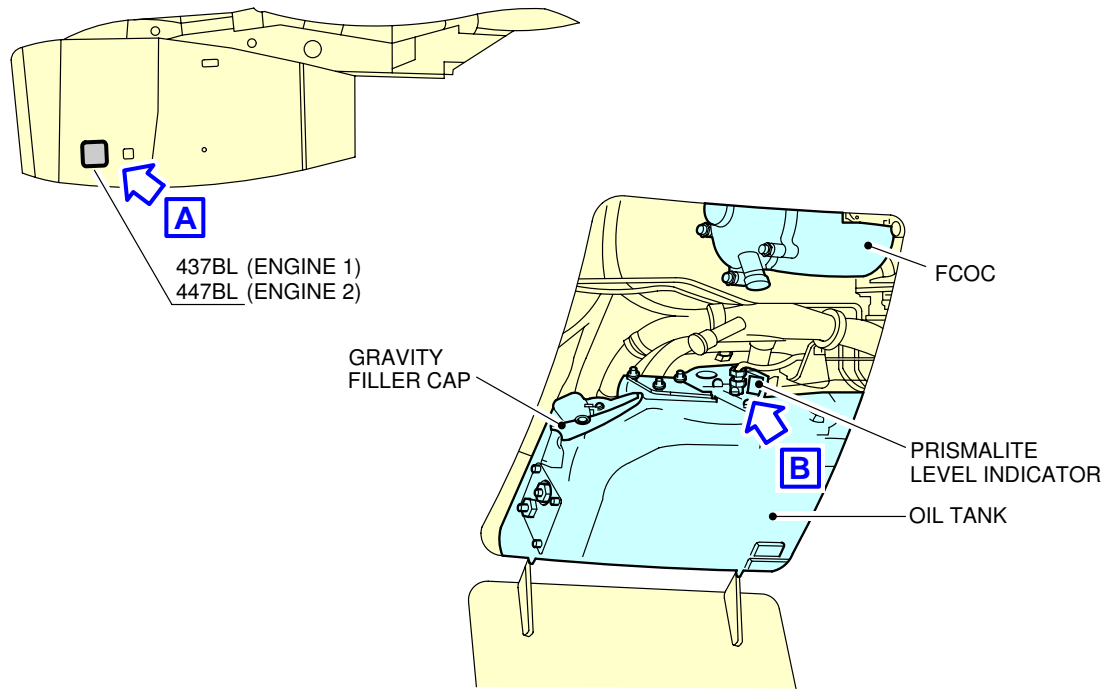 A
437BL (ENGINE 1)
447BL (ENGINE 2)
FCOC
GRAVITY
FILLER CAP
B
PRISMALITE
LEVEL INDICATOR
OIL TANK